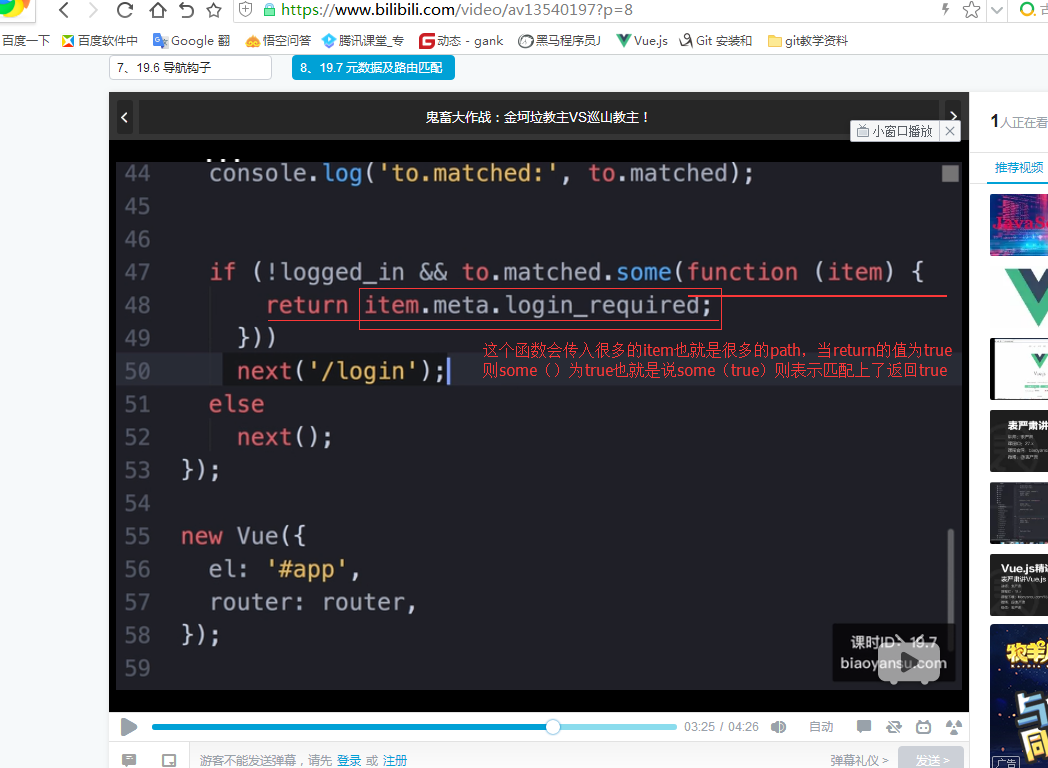 https://www.bilibili.com/video/av13540197?p=8
百度一下 百度软件中 Google 翻 悟空问答 腾讯课堂_专 动态 - gank 黑马程序员J Vue.js Git 安装和 git教学资料
7、19.6 导航钩子 8、19.7 元数据及路由匹配
鬼畜大作战：金坷垃教主VS巡山教主！
小窗口播放
1人正在看
推荐视频
44 console.log('to.matched:', to.matched);
45
46
47 if (!logged_in && to.matched.some(function (item) {
48 return item.meta.login_required;
49 }))
这个函数会传入很多的item也就是很多的path，当return的值为true
则some（）为true也就是说some（true）则表示匹配上了返回true
50 next('/login');
51 else
52 next();
53 });
54
55 new Vue({
56 el: '#app',
57 router: router,
58 });
59
课时ID: 19.7
biaoyansu.com
表严肃讲
Vue.js精讲
表严肃讲Vue.js
03:25 / 04:26 自动
游客不能发送弹幕，请先 登录 或 注册 弹幕礼仪 > 发送 >
广告